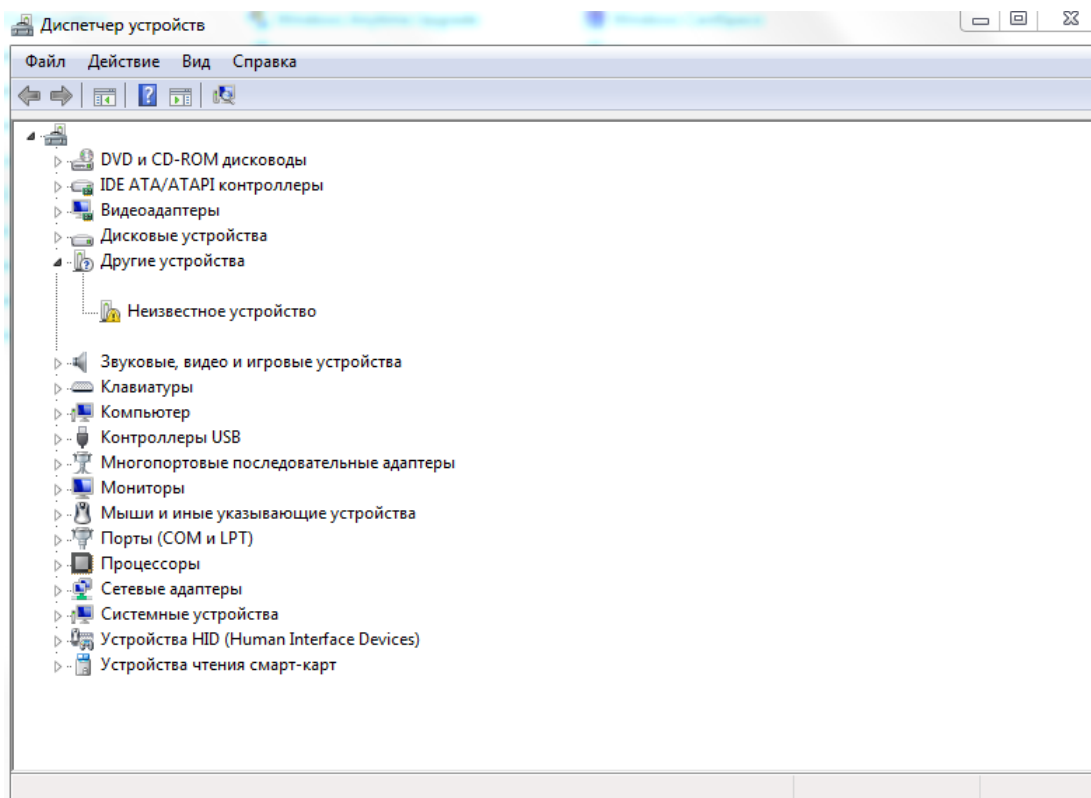 Диспетчер устройств
Файл Действие Вид Справка
DVD и CD-ROM дисководы
IDE ATA/ATAPI контроллеры
Видеоадаптеры
Дисковые устройства
Другие устройства
Неизвестное устройство
Звуковые, видео и игровые устройства
Клавиатуры
Компьютер
Контроллеры USB
Многопортовые последовательные адаптеры
Мониторы
Мыши и иные указывающие устройства
Порты (COM и LPT)
Процессоры
Сетевые адаптеры
Системные устройства
Устройства HID (Human Interface Devices)
Устройства чтения смарт-карт